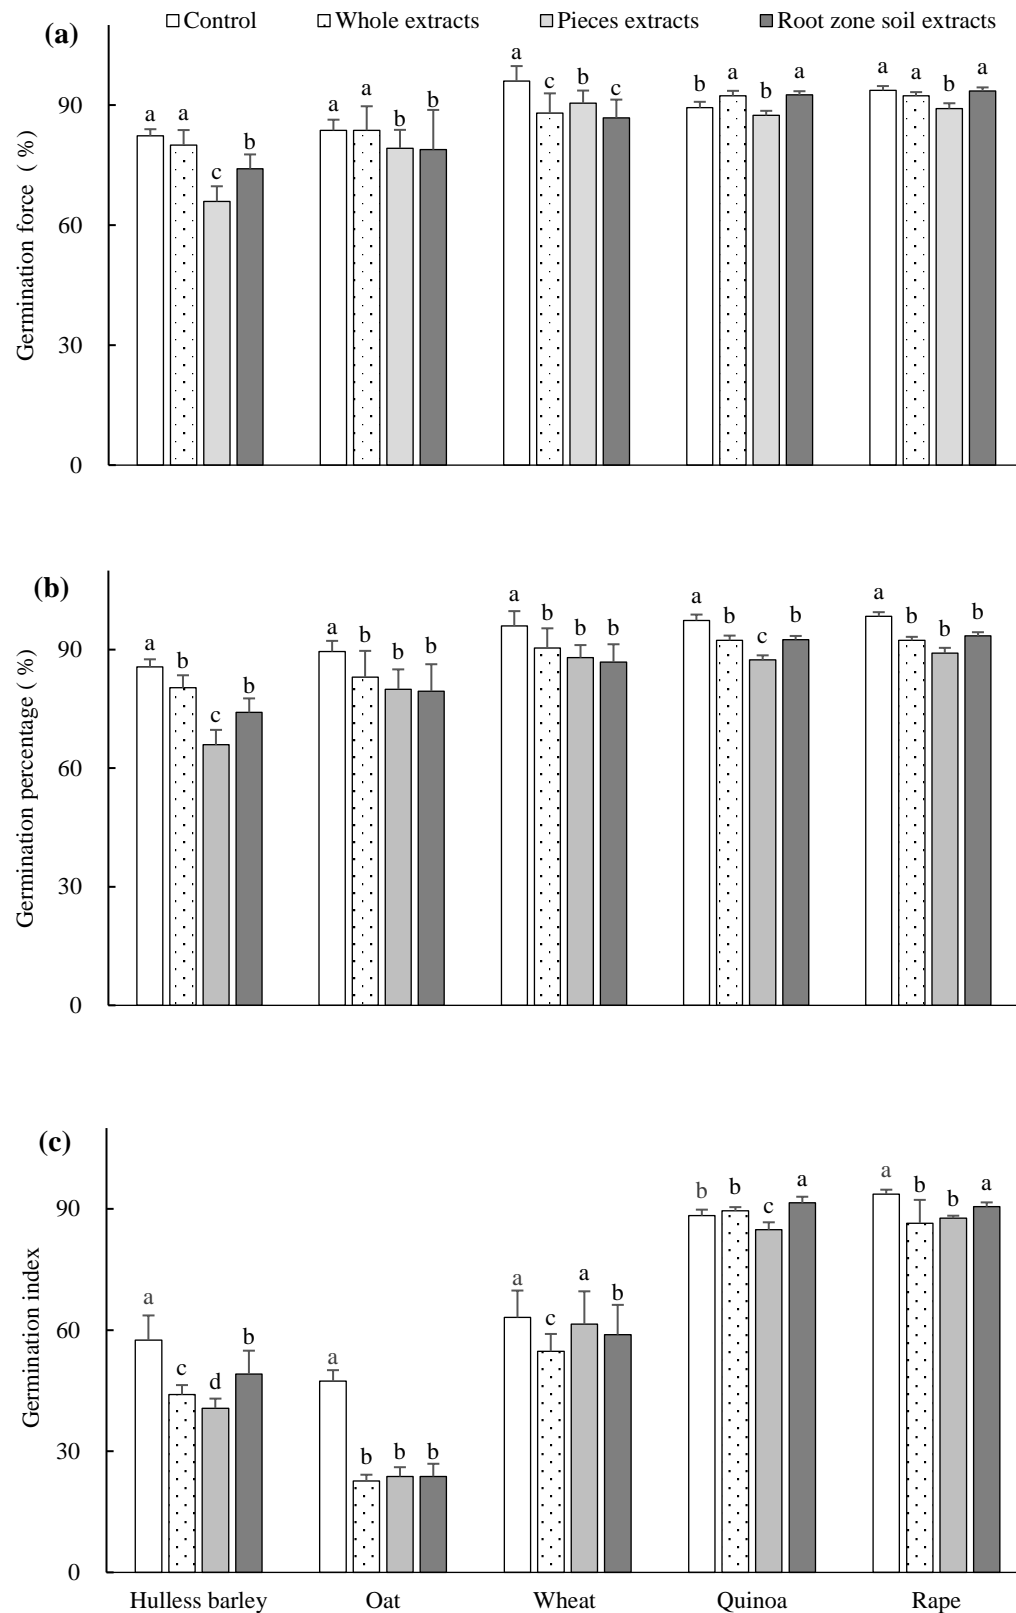 (a) Control Whole extracts Pieces extracts Root zone soil extracts
a a c b a a b b a c b c b a b a a a b a
Germination force ( %)
90
60
30
0
(b)
a b c b a b b b a b b b a b c b a b b b
Germination percentage ( %)
90
60
30
0
(c)
a c d b a b b b a c a b b b c a a b b a
Germination index
90
60
30
0
Hulless barley Oat Wheat Quinoa Rape